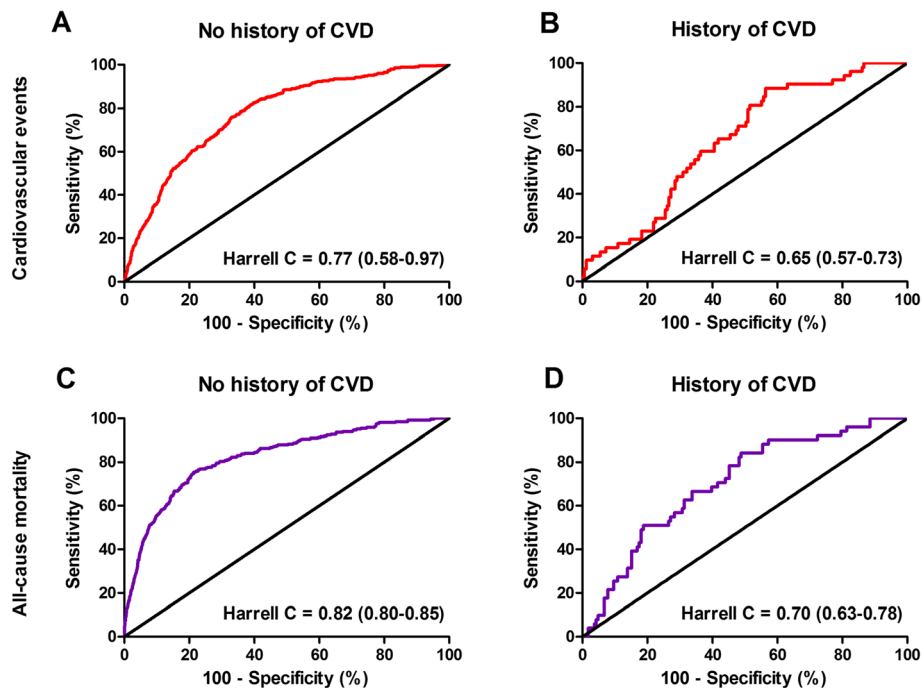 A
No history of CVD
Cardiovascular events
Sensitivity (%)
100
80
60
40
20
0
Harrell C = 0.77 (0.58-0.97)
0 20 40 60 80 100
100 - Specificity (%)
B
History of CVD
Sensitivity (%)
100
80
60
40
20
0
Harrell C = 0.65 (0.57-0.73)
0 20 40 60 80 100
100 - Specificity (%)
C
No history of CVD
All-cause mortality
Sensitivity (%)
100
80
60
40
20
0
Harrell C = 0.82 (0.80-0.85)
0 20 40 60 80 100
100 - Specificity (%)
D
History of CVD
Sensitivity (%)
100
80
60
40
20
0
Harrell C = 0.70 (0.63-0.78)
0 20 40 60 80 100
100 - Specificity (%)